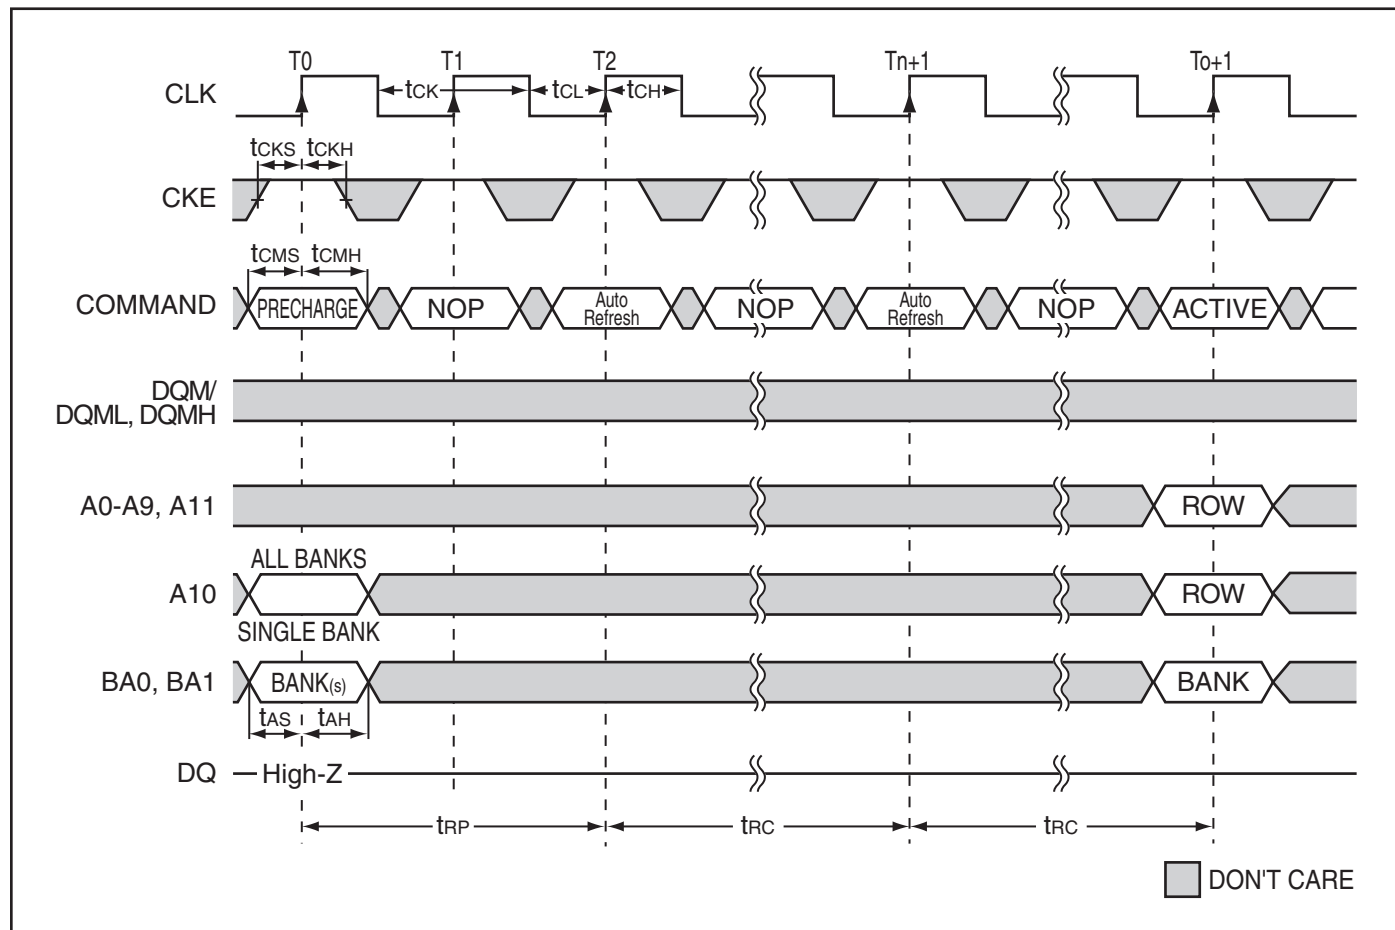 T0 T1 T2 Tn+1 To+1
CLK tCK tCL tCH
tCKS tCKH
CKE
tCMS tCMH
COMMAND PRECHARGE NOP Auto Refresh NOP Auto Refresh NOP ACTIVE
DQM/
DQML, DQMH
A0-A9, A11 ROW
ALL BANKS
A10 ROW
SINGLE BANK
BA0, BA1 BANK(s) BANK
tAS tAH
DQ High-Z
tRP tRC tRC
DON'T CARE